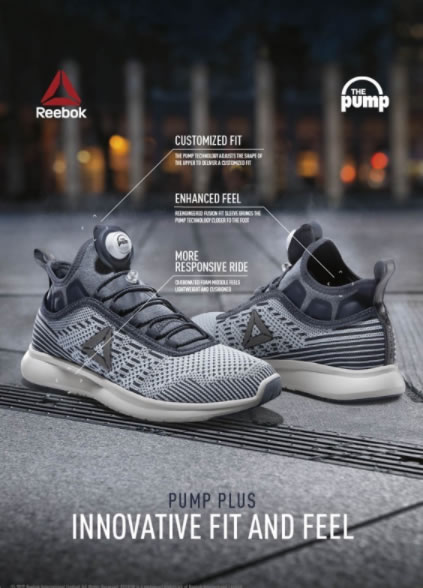 Reebok
THE
pump
CUSTOMIZED FIT
THE PUMP TECHNOLOGY ADJUSTS THE SHAPE OF
THE UPPER TO DELIVER A CUSTOMIZED FIT
ENHANCED FEEL
REENGINEERED FUSION-FIT SLEEVE BRINGS THE
PUMP TECHNOLOGY CLOSER TO THE FOOT
MORE
RESPONSIVE RIDE
FOAM MIDSOLE FEELS
LIGHTWEIGHT AND CUSHIONED
PUMP PLUS
INNOVATIVE FIT AND FEEL